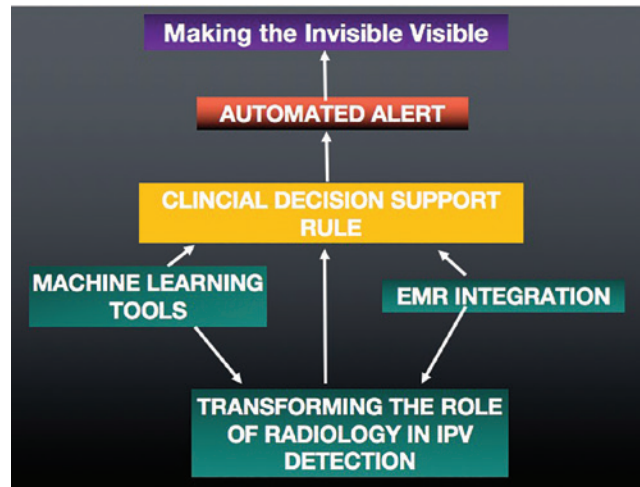 Making the Invisible Visible
AUTOMATED ALERT
CLINCIAL DECISION SUPPORT
RULE
MACHINE LEARNING
TOOLS
EMR INTEGRATION
TRANSFORMING THE ROLE
OF RADIOLOGY IN IPV
DETECTION